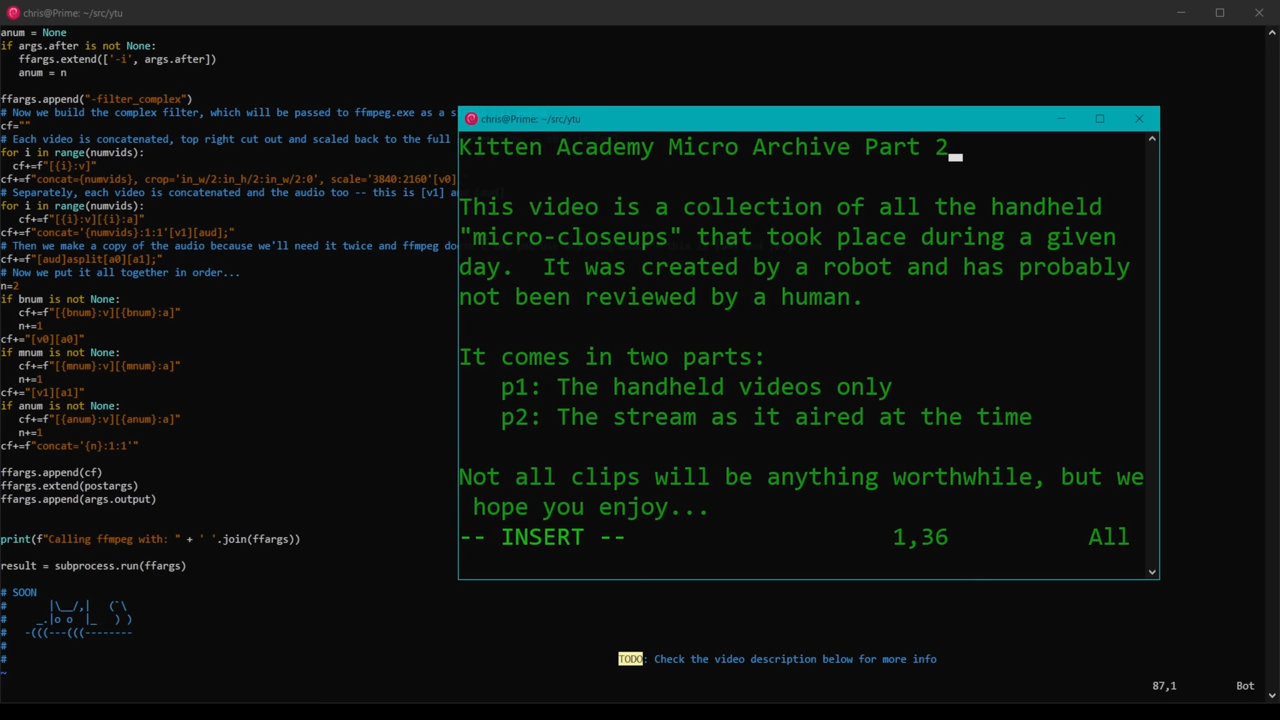 chris@Prime: ~/src/ytu
anum = None
if args.after is not None:
   ffargs.extend(['-i', args.after])
   anum = n
ffargs.append("-filter_complex")
# Now we build the complex filter, which will be passed to ffmpeg.exe as a s
cf=""
# Each video is concatenated, top right cut out and scaled back to the full
for i in range(numvids):
  cf+=f"[{i}:v]"
cf+=f"concat={numvids}, crop='in_w/2:in_h/2:in_w/2:0', scale='3840:2160'[v0]
# Separately, each video is concatenated and the audio too -- this is [v1] a
for i in range(numvids):
   cf+=f"[{i}:v][{i}:a]"
cf+=f"concat='{numvids}:1:1'[v1][aud];"
# Then we make a copy of the audio because we'll need it twice and ffmpeg do
cf+=f"[aud]asplit[a0][a1];"
# Now we put it all together in order...
n=2
if bnum is not None:
   cf+=f"[{bnum}:v][{bnum}:a]"
   n+=1
cf+="[v0][a0]"
if mnum is not None:
   cf+=f"[{mnum}:v][{mnum}:a]"
   n+=1
cf+="[v1][a1]"
if anum is not None:
   cf+=f"[{anum}:v][{anum}:a]"
   n+=1
cf+=f"concat='{n}:1:1'"
ffargs.append(cf)
ffargs.extend(postargs)
ffargs.append(args.output)
print(f"Calling ffmpeg with: " + ' '.join(ffargs))
result = subprocess.run(ffargs)
# SOON
#      |\__/,|   (`\
#    _.|o o  |_   ) )
#  -(((---(((--------
#
#
~
chris@Prime: ~/src/ytu
Kitten Academy Micro Archive Part 2
This video is a collection of all the handheld
"micro-closeups" that took place during a given
day.  It was created by a robot and has probably
not been reviewed by a human.
It comes in two parts:
   p1: The handheld videos only
   p2: The stream as it aired at the time
Not all clips will be anything worthwhile, but we
 hope you enjoy...
-- INSERT -- 1,36 All
TODO: Check the video description below for more info
87,1 Bot